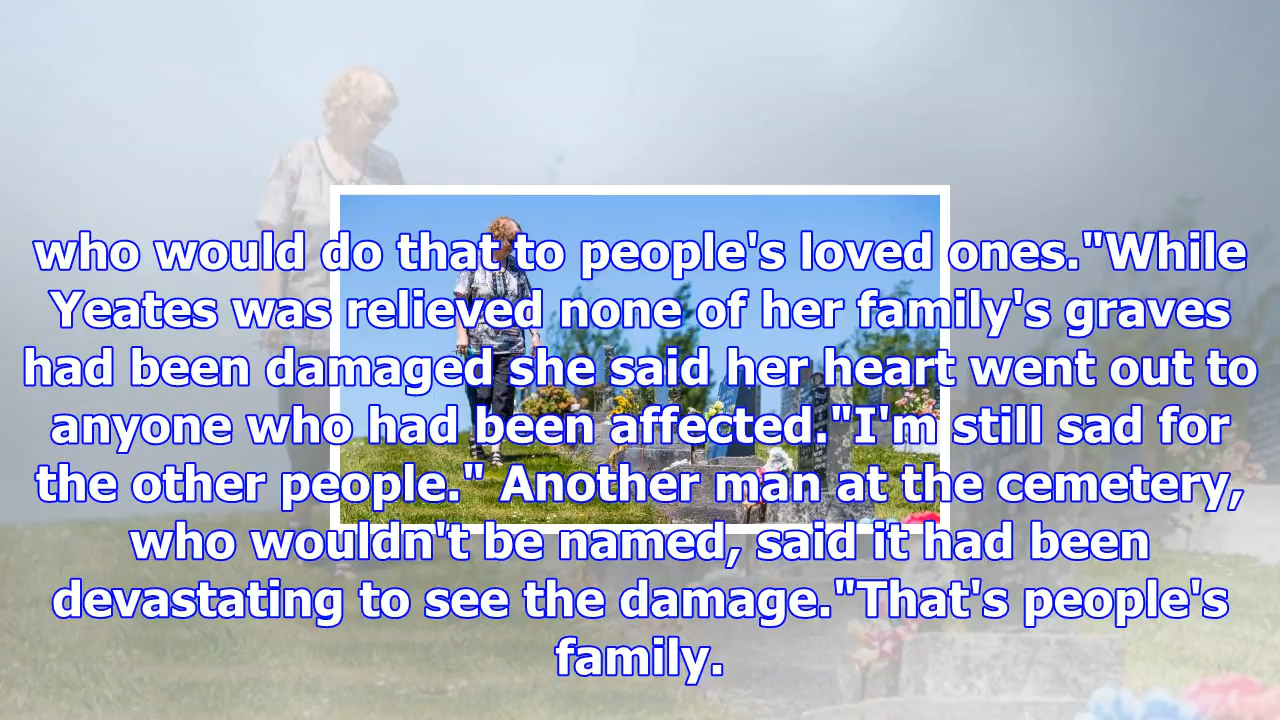 who would do that to people's loved ones."While
Yeates was relieved none of her family's graves
had been damaged she said her heart went out to
anyone who had been affected."I'm still sad for
the other people." Another man at the cemetery,
who wouldn't be named, said it had been
devastating to see the damage."That's people's
family.